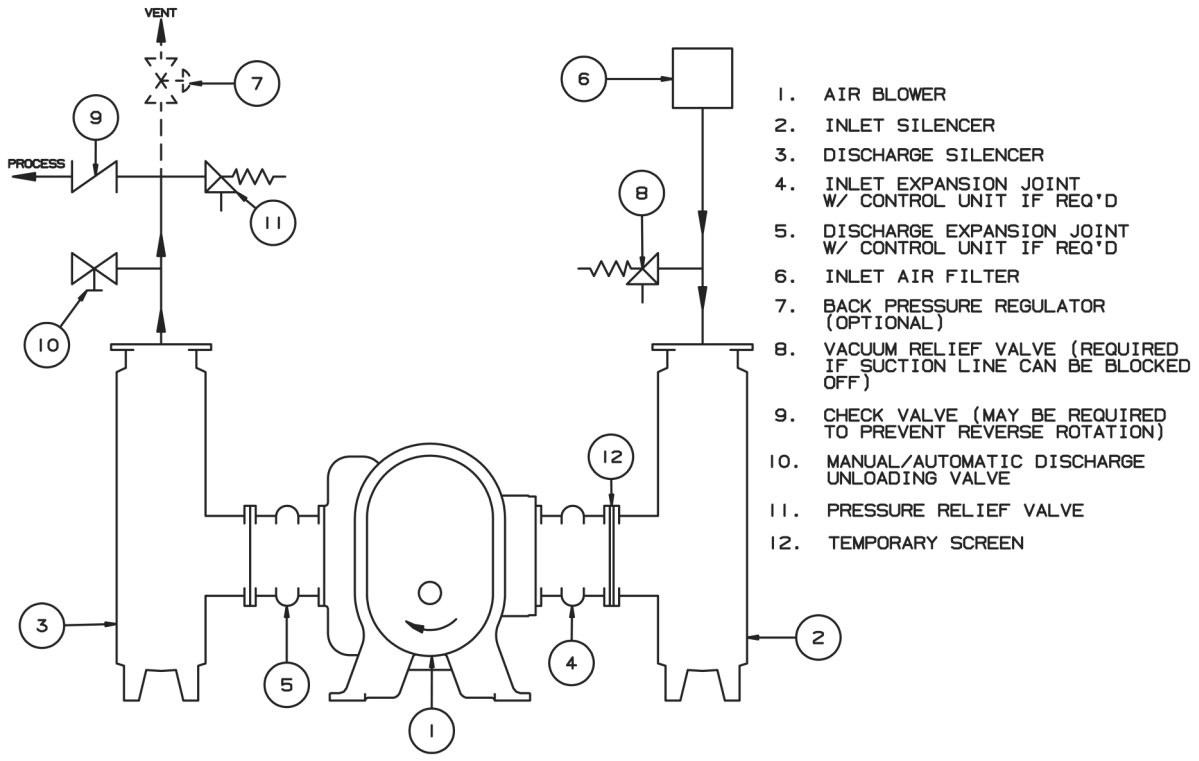 VENT
7
6
9
PROCESS
8
11
10
12
3
2
5
4
1
1. AIR BLOWER
2. INLET SILENCER
3. DISCHARGE SILENCER
4. INLET EXPANSION JOINT
W/ CONTROL UNIT IF REQ'D
5. DISCHARGE EXPANSION JOINT
W/ CONTROL UNIT IF REQ'D
6. INLET AIR FILTER
7. BACK PRESSURE REGULATOR
(OPTIONAL)
8. VACUUM RELIEF VALVE (REQUIRED
IF SUCTION LINE CAN BE BLOCKED
OFF)
9. CHECK VALVE (MAY BE REQUIRED
TO PREVENT REVERSE ROTATION)
10. MANUAL/AUTOMATIC DISCHARGE
UNLOADING VALVE
11. PRESSURE RELIEF VALVE
12. TEMPORARY SCREEN